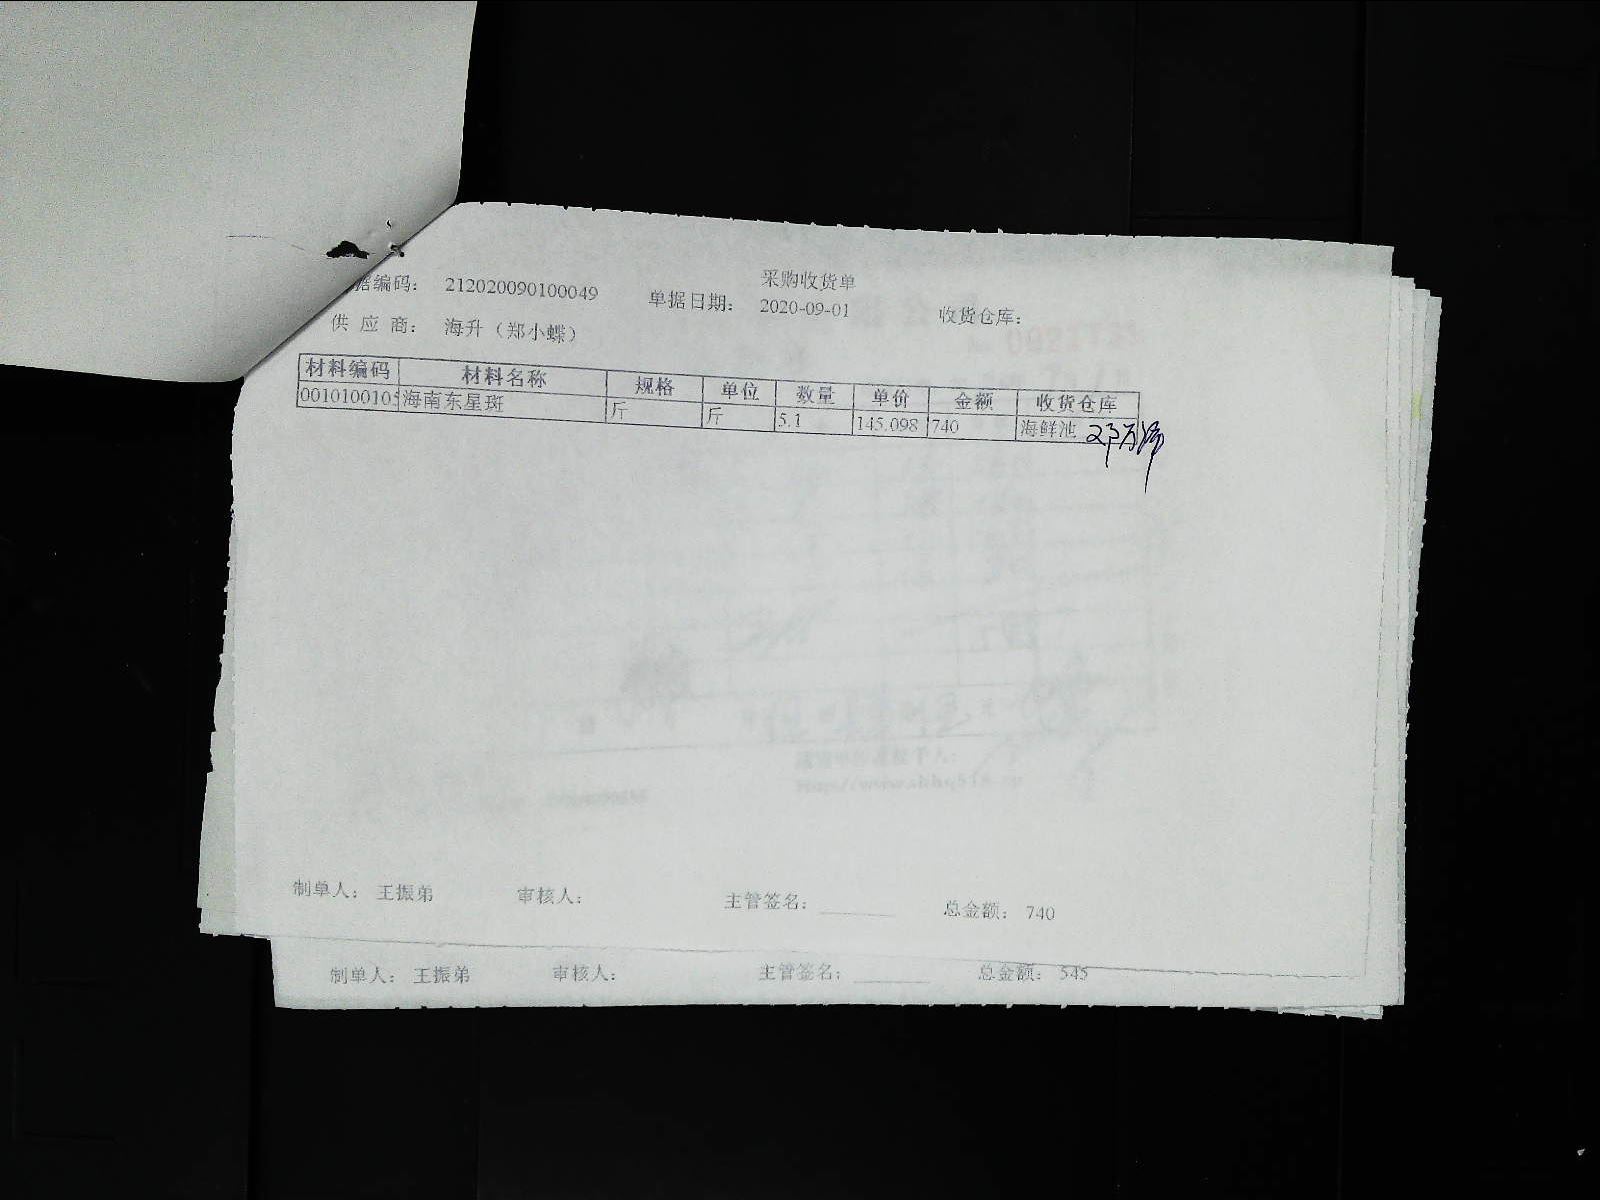 采购收货单
据编码： 212020090100049 单据日期： 2020-09-01 收货仓库：
供 应 商： 海升（郑小蝶）
材料编码 材料名称 规格 单位 数量 单价 金额 收货仓库
0010100105 海南东星斑 斤 斤 5.1 145.098 740 海鲜池
制单人： 王振弟 审核人： 主管签名： 总金额： 740
制单人： 王振弟 审核人： 主管签名： 总金额： 545